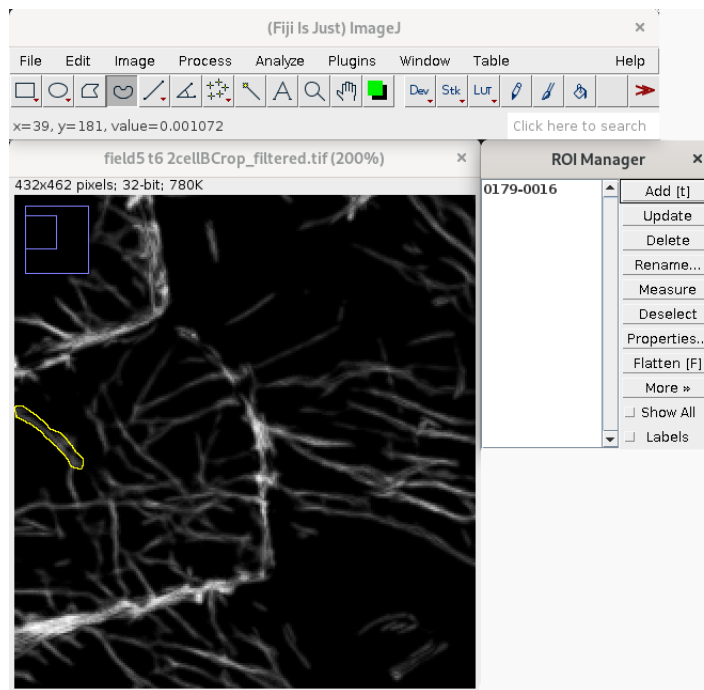 (Fiji Is Just) ImageJ ×
File Edit Image Process Analyze Plugins Window Table Help
Dev Stk LUT
x=39, y=181, value=0.001072 Click here to search
field5 t6 2cellBCrop_filtered.tif (200%) ×
432x462 pixels; 32-bit; 780K
ROI Manager ×
0179-0016
Add [t]
Update
Delete
Rename...
Measure
Deselect
Properties..
Flatten [F]
More »
Show All
Labels